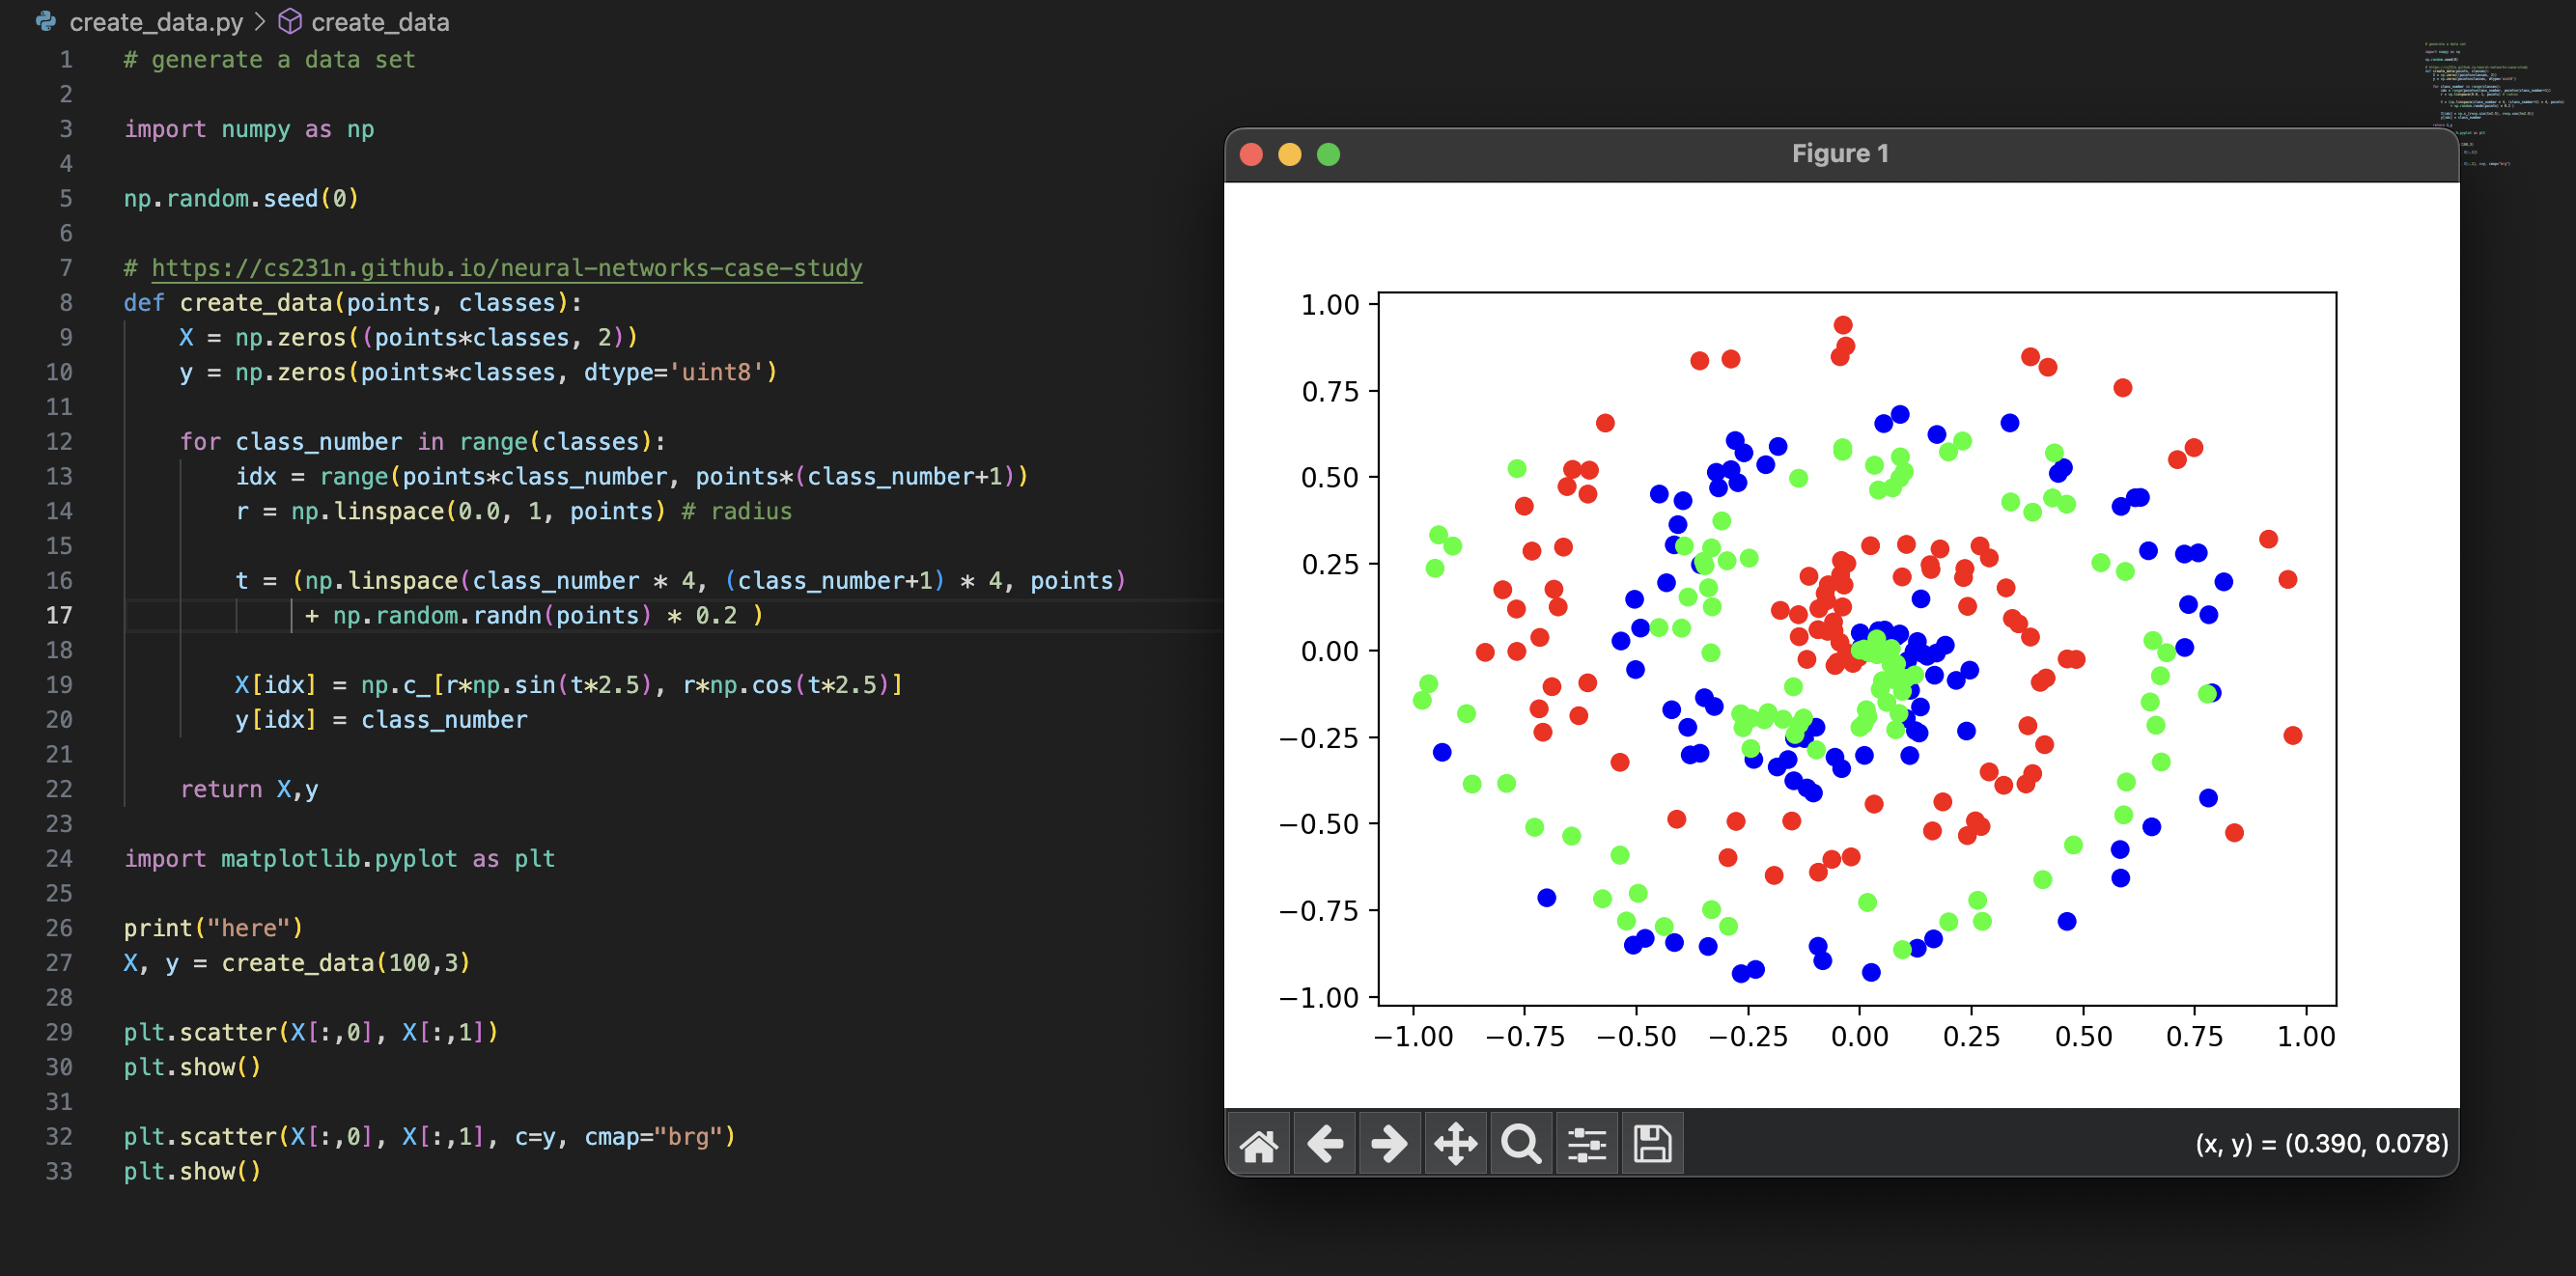 create_data.py > create_data
1 # generate a data set
2
3 import numpy as np
4
5 np.random.seed(0)
6
7 # https://cs231n.github.io/neural-networks-case-study
8 def create_data(points, classes):
9 X = np.zeros((points*classes, 2))
10 y = np.zeros(points*classes, dtype='uint8')
11
12 for class_number in range(classes):
13 idx = range(points*class_number, points*(class_number+1))
14 r = np.linspace(0.0, 1, points) # radius
15
16 t = (np.linspace(class_number * 4, (class_number+1) * 4, points)
17 + np.random.randn(points) * 0.2 )
18
19 X[idx] = np.c_[r*np.sin(t*2.5), r*np.cos(t*2.5)]
20 y[idx] = class_number
21
22 return X,y
23
24 import matplotlib.pyplot as plt
25
26 print("here")
27 X, y = create_data(100,3)
28
29 plt.scatter(X[:,0], X[:,1])
30 plt.show()
31
32 plt.scatter(X[:,0], X[:,1], c=y, cmap="brg")
33 plt.show()
Figure 1
1.00
0.75
0.50
0.25
0.00
−0.25
−0.50
−0.75
−1.00
−1.00 −0.75 −0.50 −0.25 0.00 0.25 0.50 0.75 1.00
(x, y) = (0.390, 0.078)